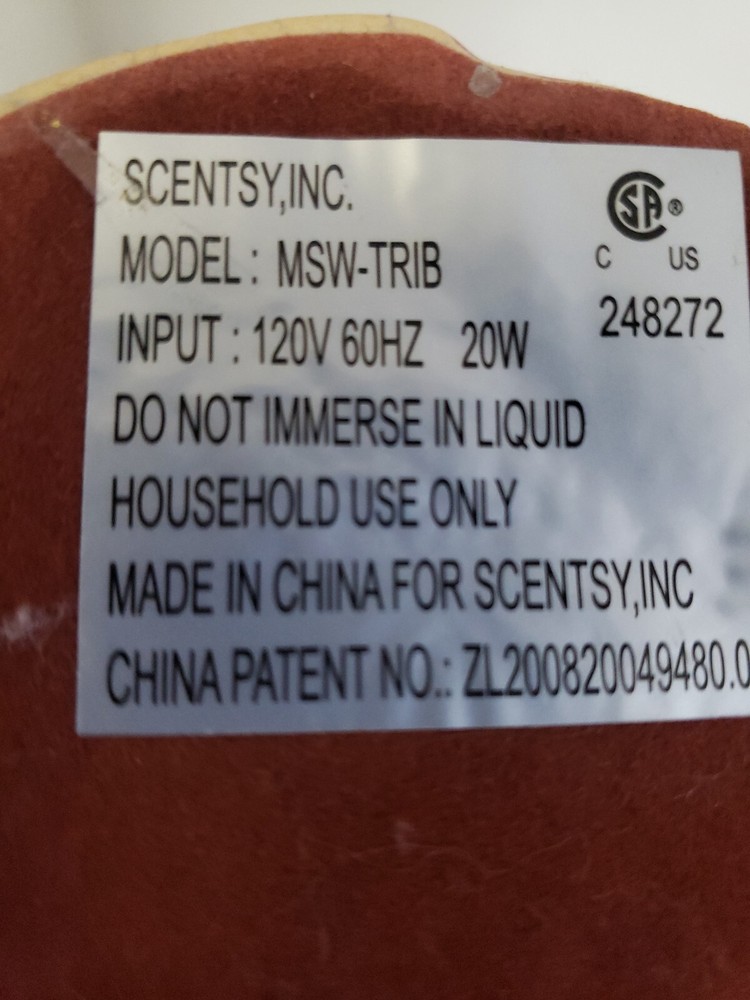 SCENTSY,INC.
SA ®
C US
MODEL: MSW-TRIB
248272
INPUT: 120V 60HZ 20W
DO NOT IMMERSE IN LIQUID
HOUSEHOLD USE ONLY
MADE IN CHINA FOR SCENTSY,INC
CHINA PATENT NO.: ZL200820049480.0